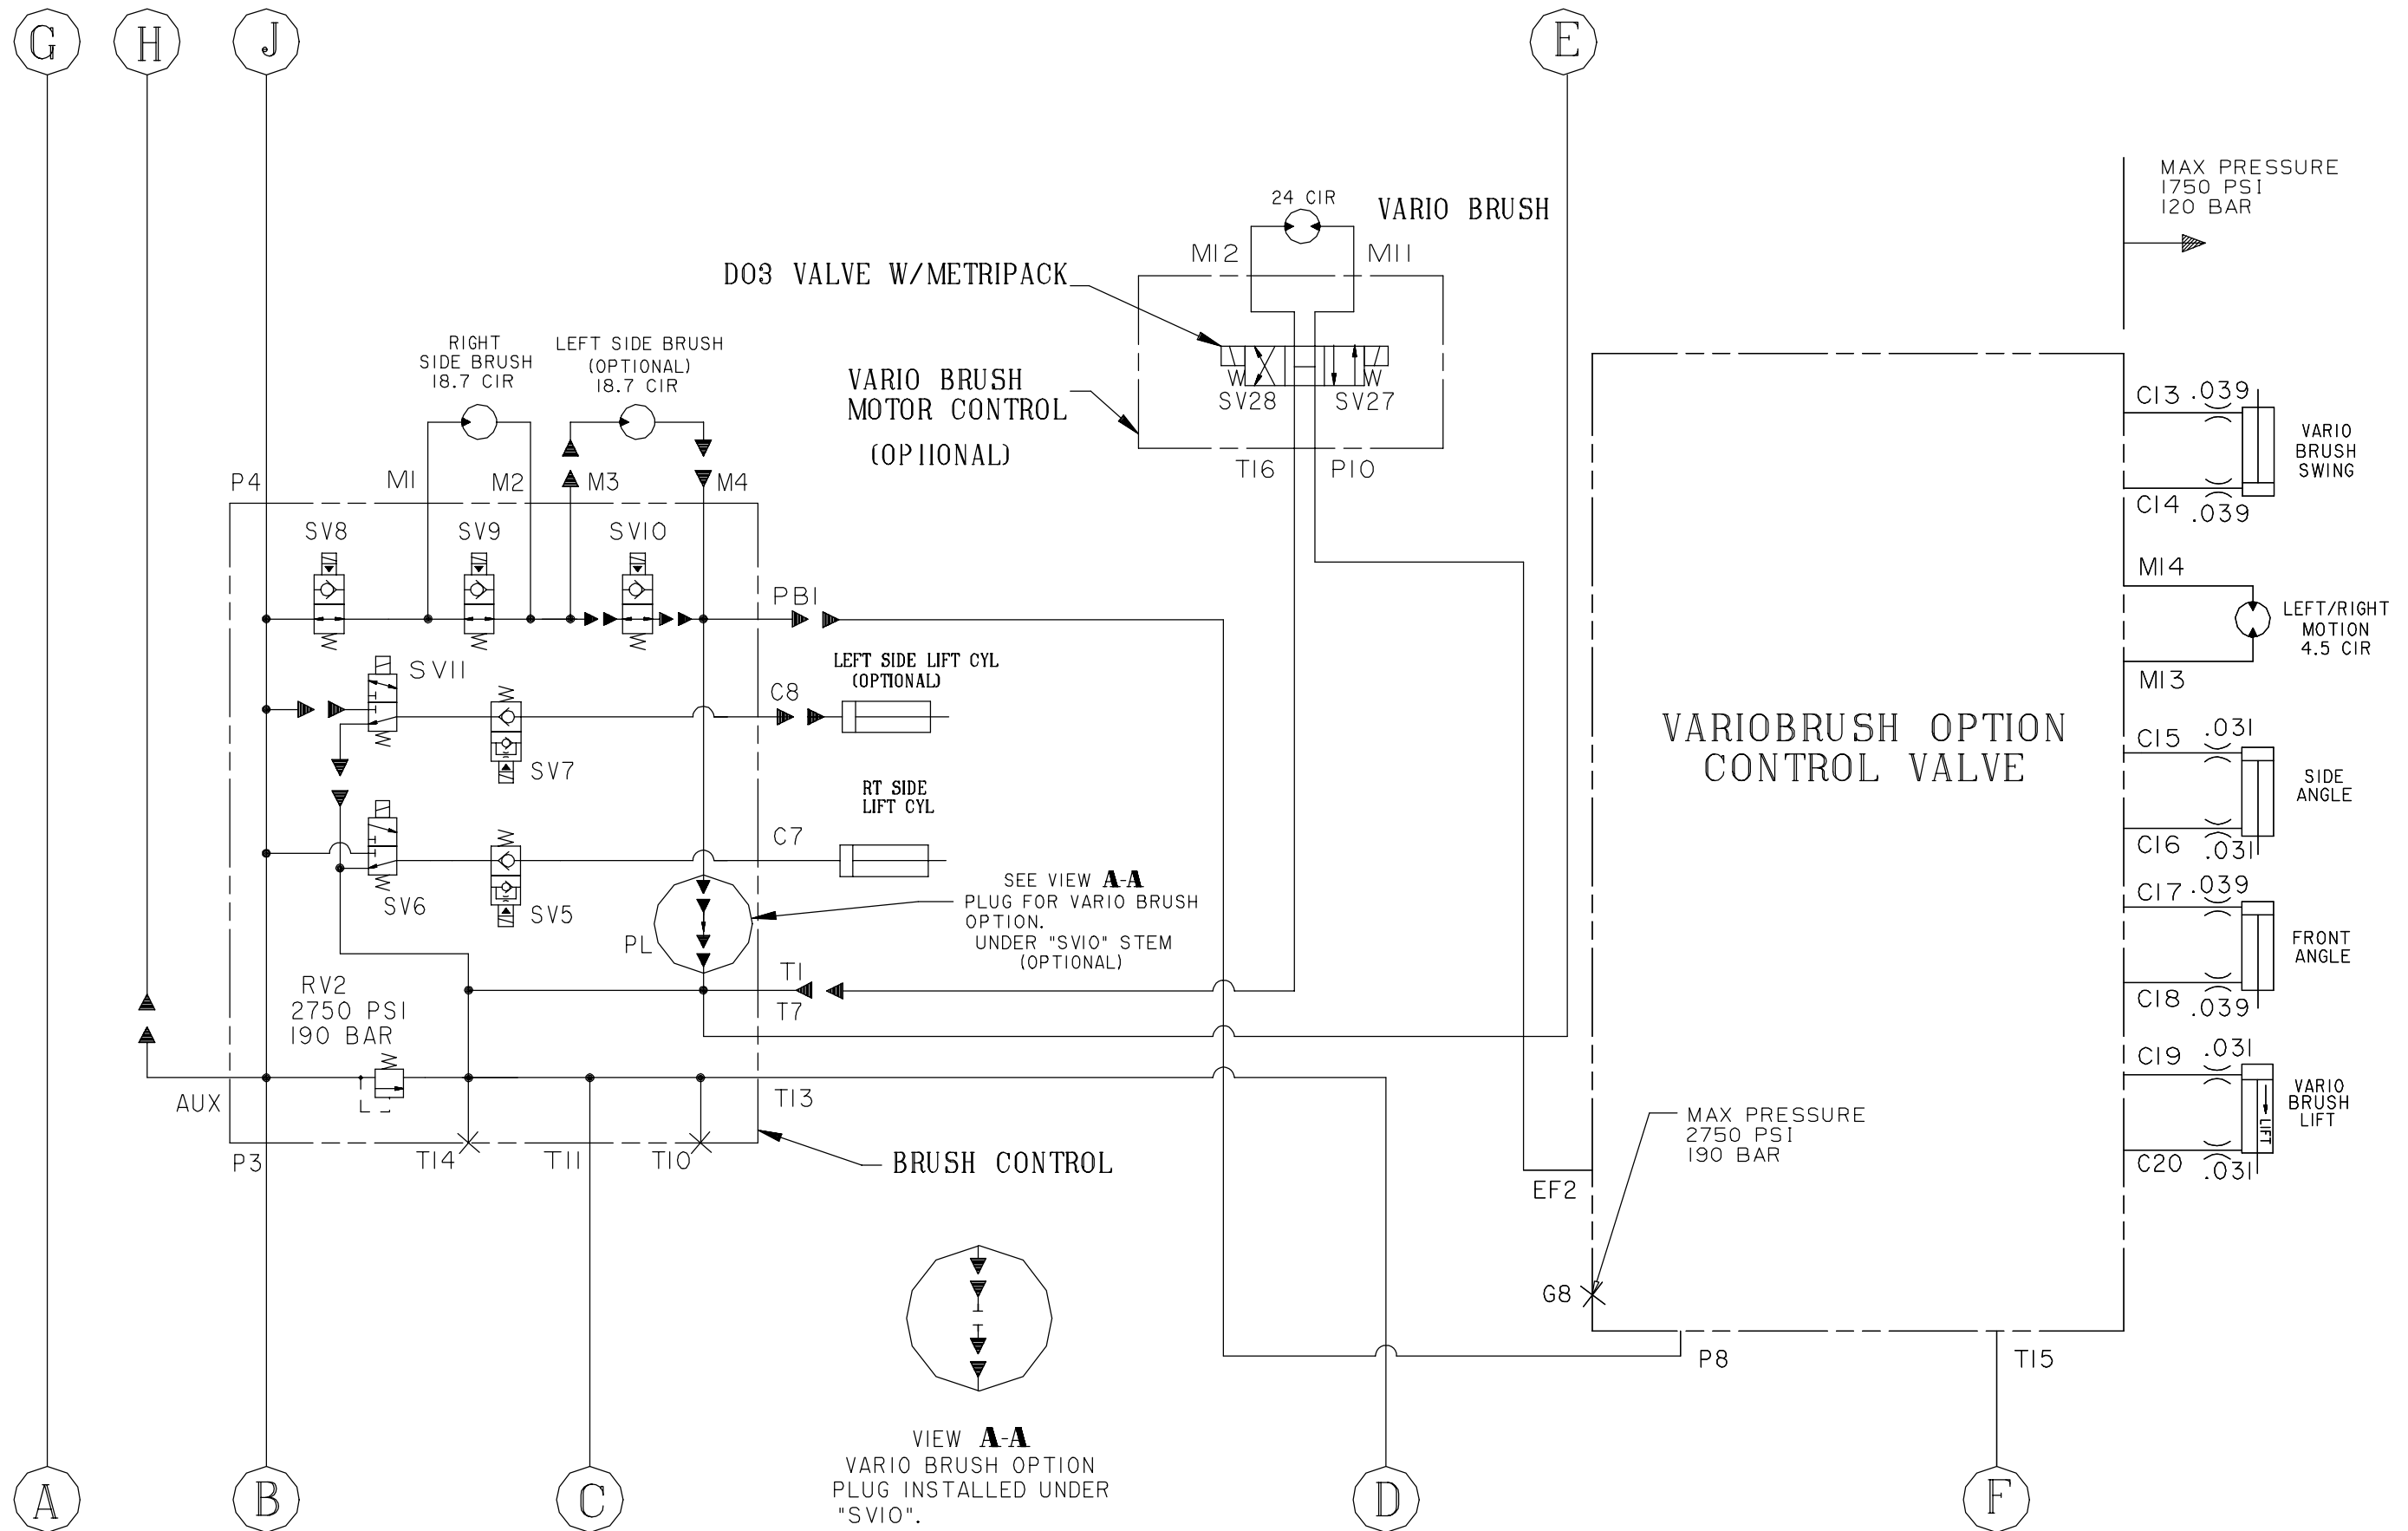 G
H
J
E
MAX PRESSURE
1750 PSI
120 BAR
24 CIR
VARIO BRUSH
M12
M11
D03 VALVE W/METRIPACK
RIGHT
SIDE BRUSH
18.7 CIR
LEFT SIDE BRUSH
(OPTIONAL)
18.7 CIR
VARIO BRUSH
MOTOR CONTROL
(OPIIONAL)
SV28
SV27
T16
P10
P4
M1
M2
M3
M4
SV8
SV9
SV10
PB1
SV11
SV7
LEFT SIDE LIFT CYL
(OPTIONAL)
C8
RT SIDE
LIFT CYL
C7
SV6
SV5
PL
SEE VIEW A-A
PLUG FOR VARIO BRUSH
OPTION.
UNDER "SV10" STEM
(OPTIONAL)
T1
T7
RV2
2750 PSI
190 BAR
AUX
T13
P3
T14
T11
T10
BRUSH CONTROL
VARIOBRUSH OPTION
CONTROL VALVE
C13 .039
C14 .039
VARIO
BRUSH
SWING
M14
LEFT/RIGHT
MOTION
4.5 CIR
M13
C15 .031
SIDE
ANGLE
C16 .031
C17 .039
FRONT
ANGLE
C18 .039
C19 .031
VARIO
BRUSH
LIFT
LIFT
C20 .031
MAX PRESSURE
2750 PSI
190 BAR
EF2
G8
P8
T15
VIEW A-A
VARIO BRUSH OPTION
PLUG INSTALLED UNDER
"SV10".
A
B
C
D
F